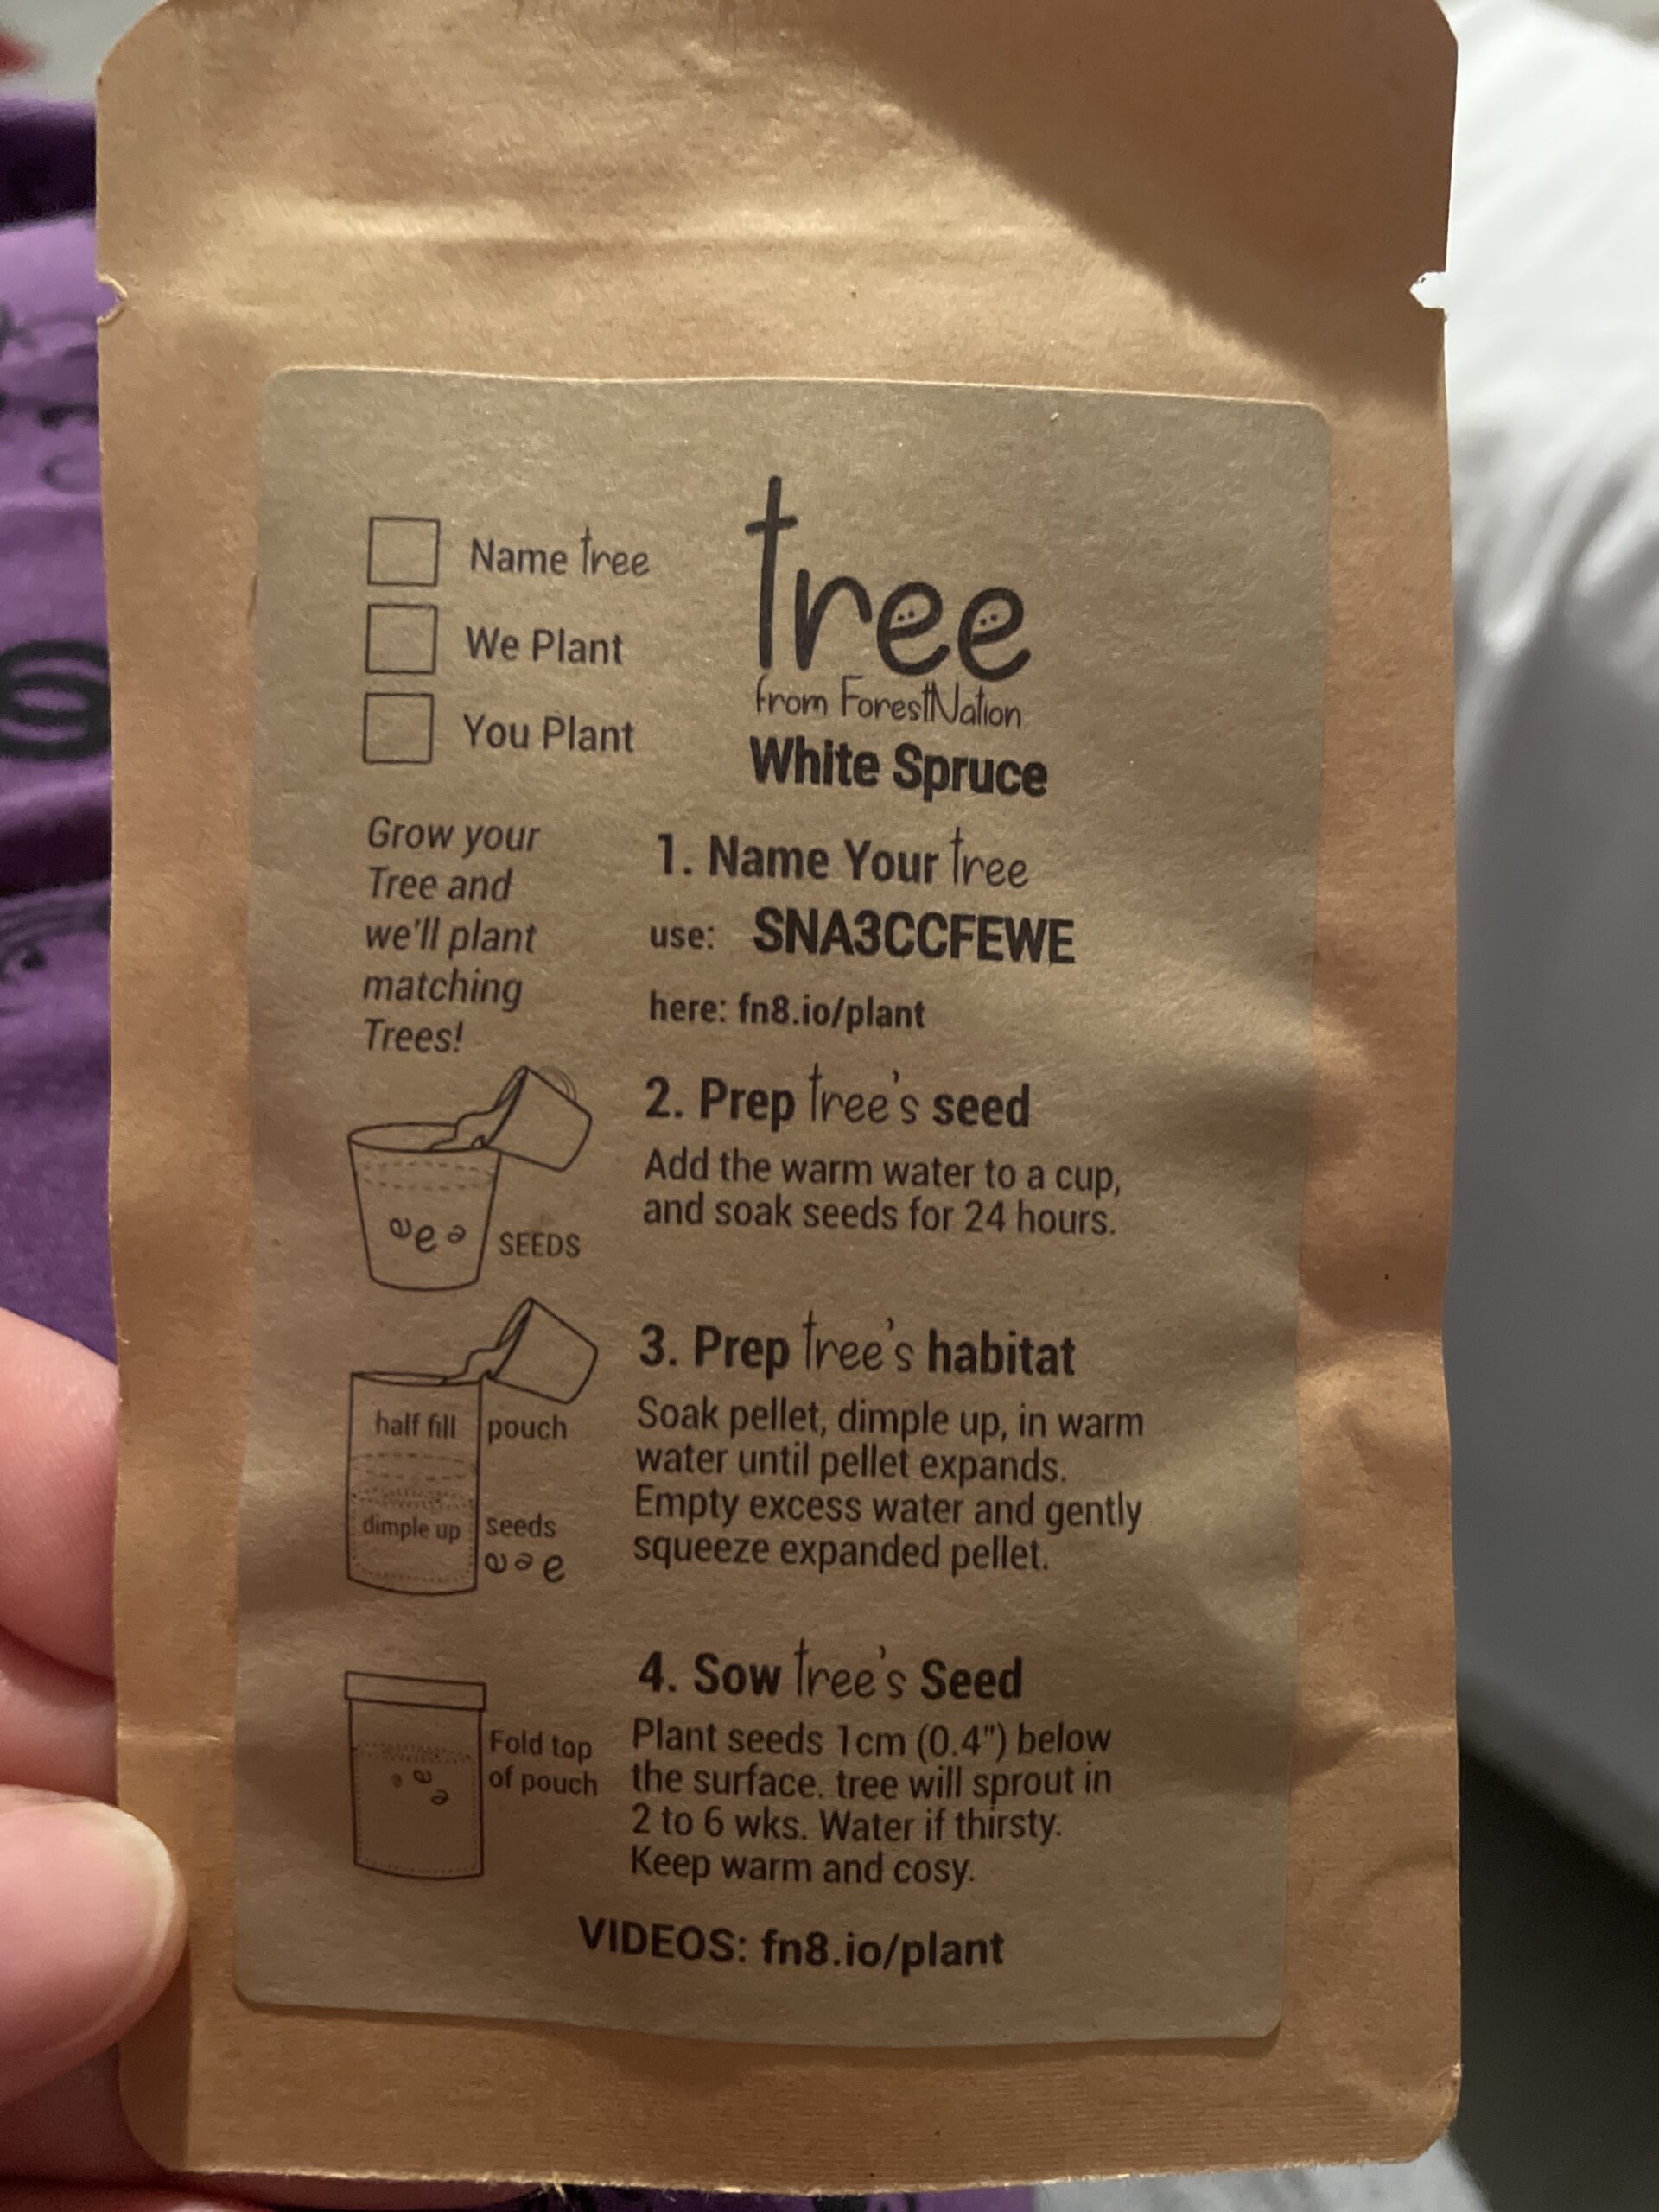 Name tree
We Plant
You Plant
tree
from ForestNation
White Spruce
Grow your
Tree and
we'll plant
matching
Trees!
1. Name Your tree
use: SNA3CCFEWE
here: fn8.io/plant
SEEDS
2. Prep tree's seed
Add the warm water to a cup,
and soak seeds for 24 hours.
half fill pouch
dimple up seeds
3. Prep tree's habitat
Soak pellet, dimple up, in warm
water until pellet expands.
Empty excess water and gently
squeeze expanded pellet.
Fold top
of pouch
4. Sow tree's Seed
Plant seeds 1cm (0.4") below
the surface. tree will sprout in
2 to 6 wks. Water if thirsty.
Keep warm and cosy.
VIDEOS: fn8.io/plant